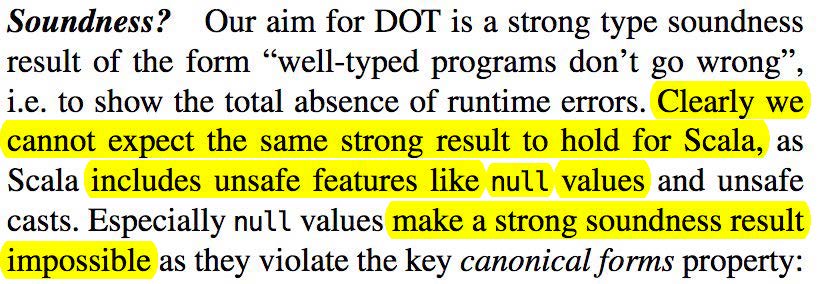 Soundness? Our aim for DOT is a strong type soundness
result of the form “well-typed programs don’t go wrong”,
i.e. to show the total absence of runtime errors. Clearly we
cannot expect the same strong result to hold for Scala, as
Scala includes unsafe features like null values and unsafe
casts. Especially null values make a strong soundness result
impossible as they violate the key canonical forms property: